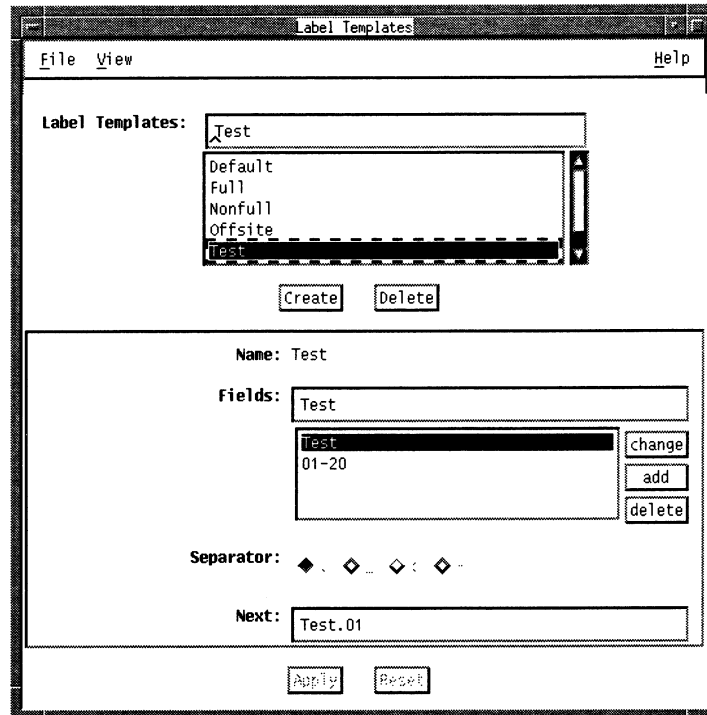 Label Templates
File View Help
Label Templates: Test
Default
Full
Nonfull
Offsite
Test
Create Delete
Name: Test
Fields: Test
Test
01-20
change
add
delete
Separator: . _ : -
Next: Test.01
Apply Reset